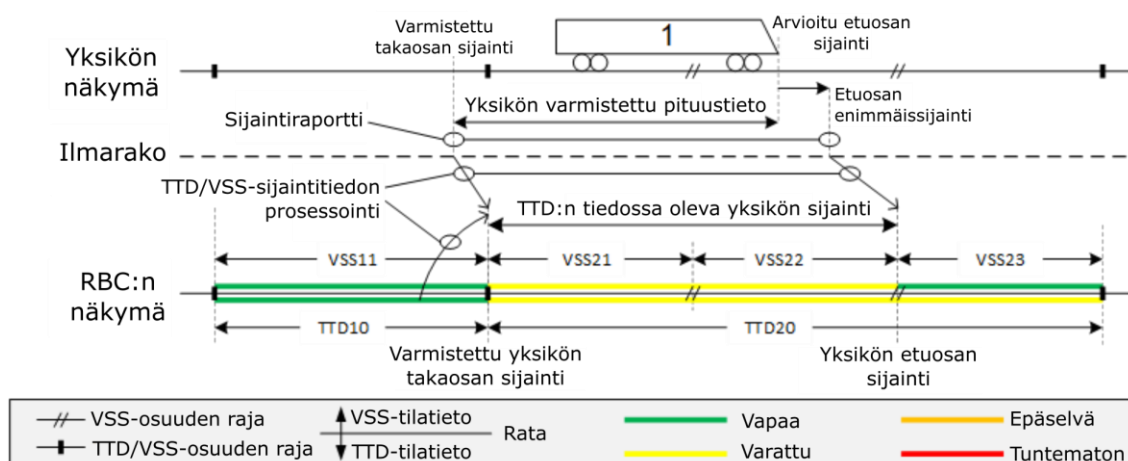 Varmistettu
takaosan sijainti
1
Arvioitu etuosan
sijainti
Yksikön
näkymä
Yksikön varmistettu pituustieto
Etuosan
enimmäissijainti
Sijaintiraportti
Ilmarako
TTD/VSS-sijaintitiedon
prosessointi
TTD:n tiedossa oleva yksikön sijainti
VSS11
VSS21
VSS22
VSS23
RBC:n
näkymä
TTD10
TTD20
Varmistettu yksikön
takaosan sijainti
Yksikön etuosan
sijainti
VSS-osuuden raja
TTD/VSS-osuuden raja
VSS-tilatieto
TTD-tilatieto
Rata
Vapaa
Varattu
Epäselvä
Tuntematon